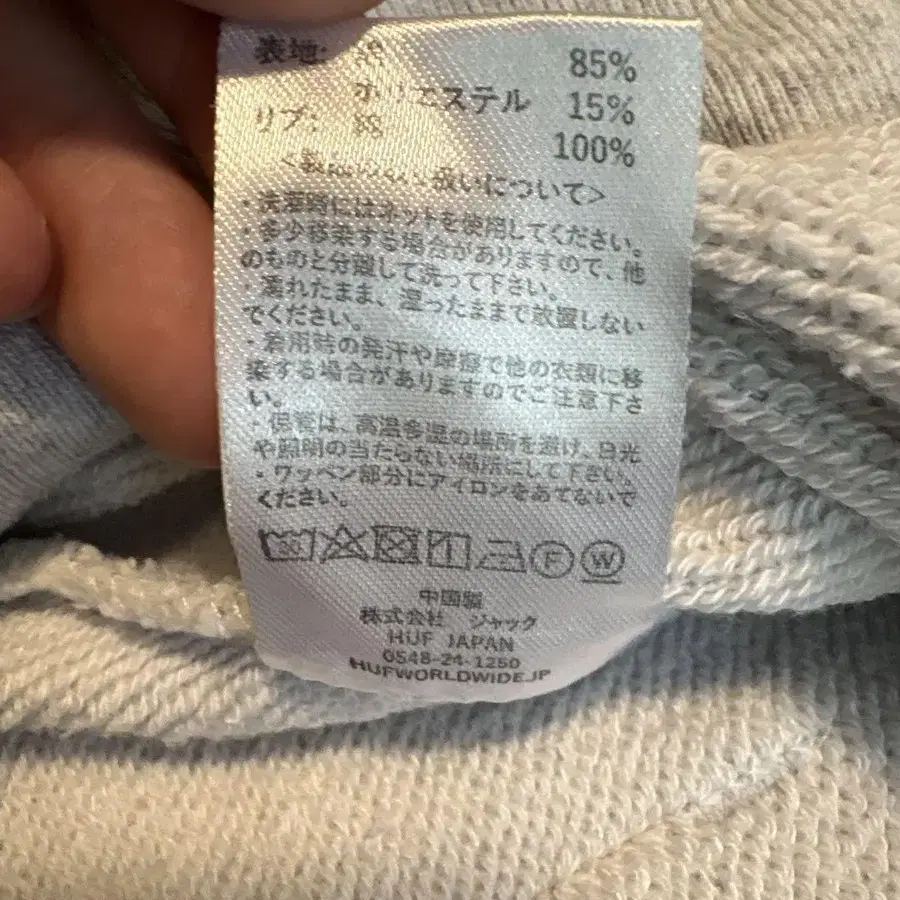 表地: 綿 85%
ポリエステル 15%
リブ: 綿 100%
<製品のお取り扱いについて>
・洗濯時にはネットを使用してください。
・多少移染する場合がありますので、他
のものと分離して洗って下さい。
・濡れたまま、湿ったままで放置しない
でください。
・着用時の発汗や摩擦で他の衣類に移
染する場合がありますのでご注意下さ
い。
・保管は、高温多湿の場所を避け、日光
や照明の当たらない場所にして下さい。
・ワッペン部分にアイロンをあてないで
ください。
30 F W
中国製
株式会社 ジャック
HUF JAPAN
0548-24-1250
HUFWORLDWIDE.JP